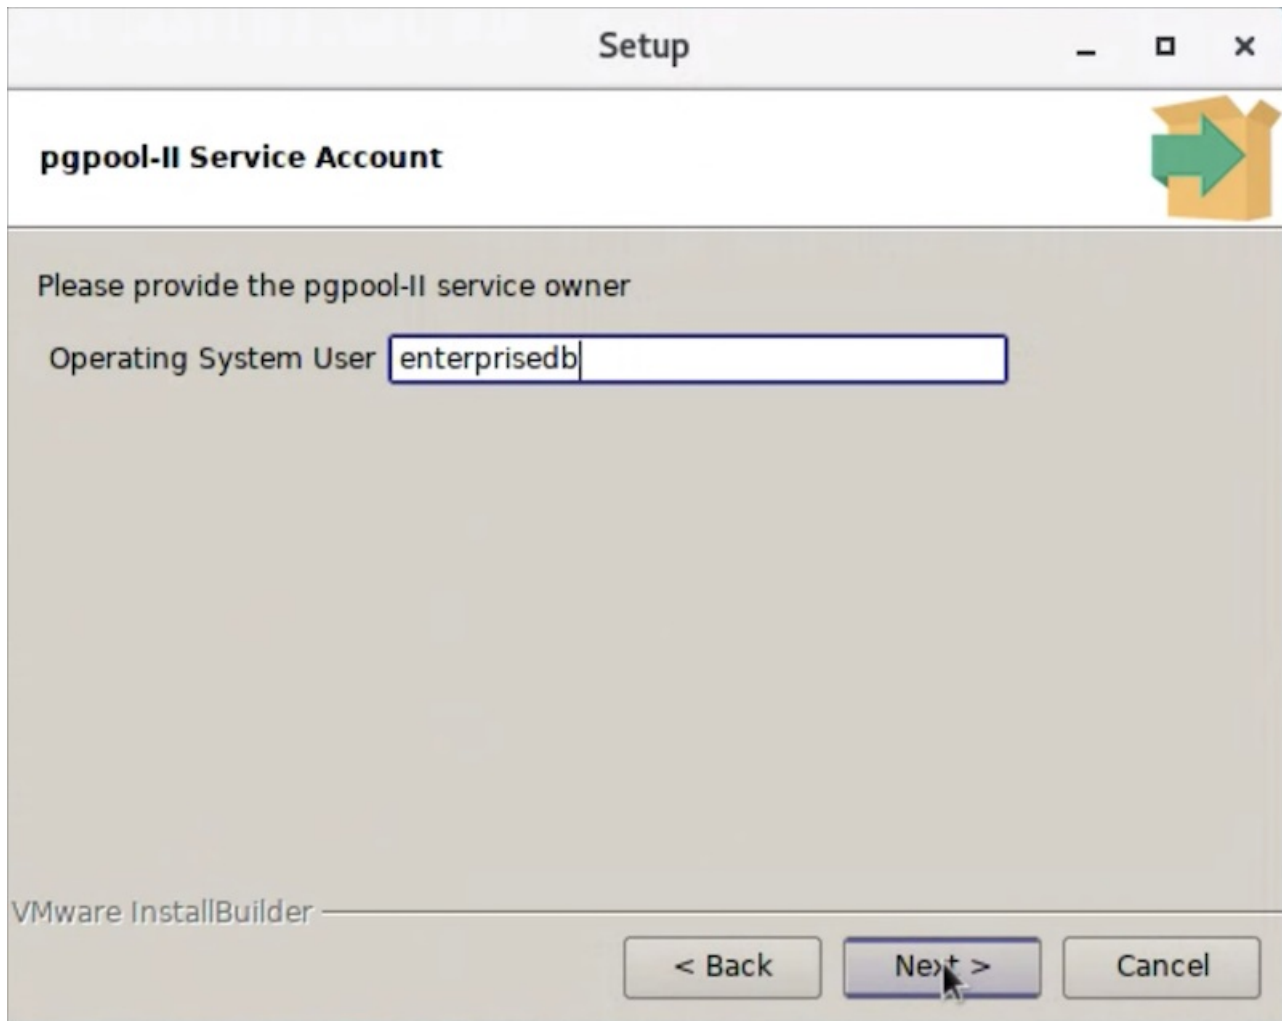 Setup
pgpool-II Service Account
Please provide the pgpool-II service owner
Operating System User enterprisedb
VMware InstallBuilder
< Back Next > Cancel